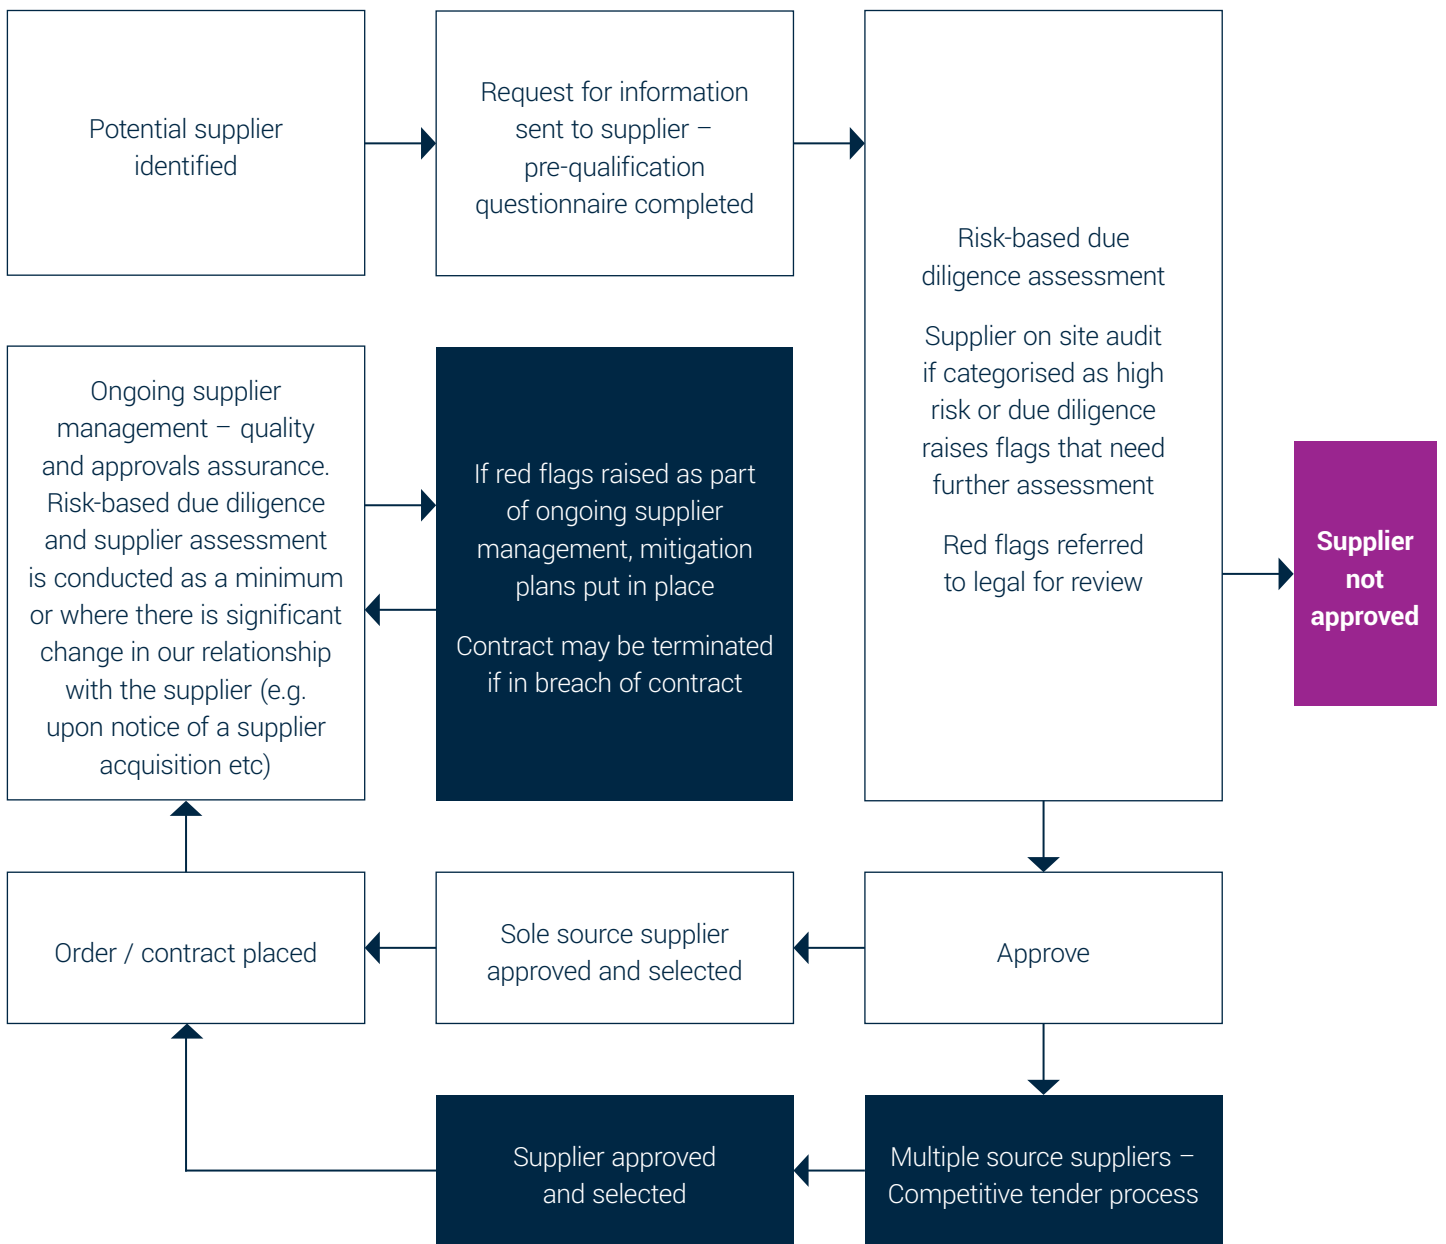 Potential supplier
identified
Request for information
sent to supplier –
pre-qualification
questionnaire completed
Risk-based due
diligence assessment
Supplier on site audit
if categorised as high
risk or due diligence
raises flags that need
further assessment
Red flags referred
to legal for review
Supplier
not
approved
Ongoing supplier
management – quality
and approvals assurance.
Risk-based due diligence
and supplier assessment
is conducted as a minimum
or where there is significant
change in our relationship
with the supplier (e.g.
upon notice of a supplier
acquisition etc)
If red flags raised as part
of ongoing supplier
management, mitigation
plans put in place
Contract may be terminated
if in breach of contract
Order / contract placed
Sole source supplier
approved and selected
Approve
Supplier approved
and selected
Multiple source suppliers –
Competitive tender process